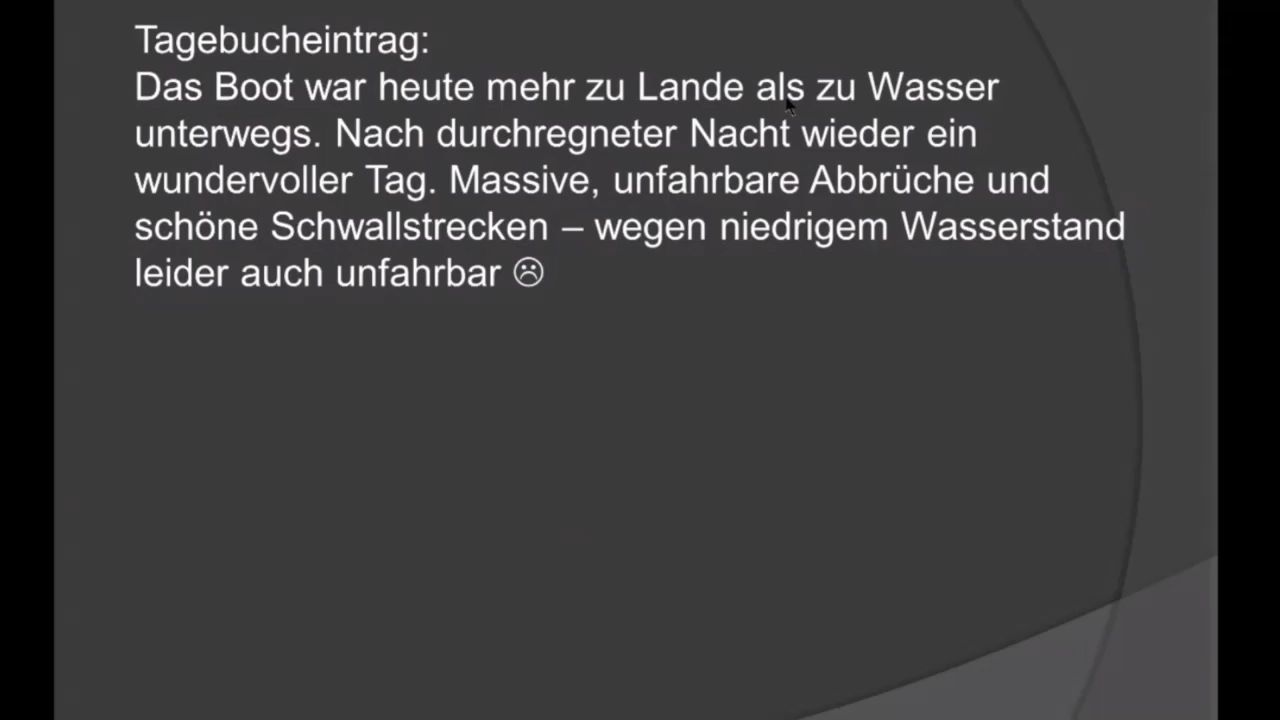 Tagebucheintrag:
Das Boot war heute mehr zu Lande als zu Wasser
unterwegs. Nach durchregneter Nacht wieder ein
wundervoller Tag. Massive, unfahrbare Abbrüche und
schöne Schwallstrecken – wegen niedrigem Wasserstand
leider auch unfahrbar ☹